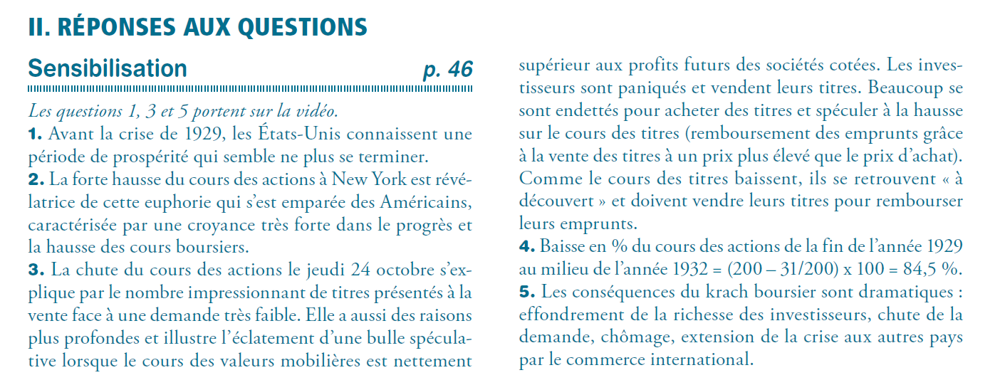 II. RÉPONSES AUX QUESTIONS
Sensibilisation p. 46
Les questions 1, 3 et 5 portent sur la vidéo.
1. Avant la crise de 1929, les États-Unis connaissent une
période de prospérité qui semble ne plus se terminer.
2. La forte hausse du cours des actions à New York est révé-
latrice de cette euphorie qui s’est emparée des Américains,
caractérisée par une croyance très forte dans le progrès et
la hausse des cours boursiers.
3. La chute du cours des actions le jeudi 24 octobre s’ex-
plique par le nombre impressionnant de titres présentés à la
vente face à une demande très faible. Elle a aussi des raisons
plus profondes et illustre l’éclatement d’une bulle spécula-
tive lorsque le cours des valeurs mobilières est nettement
supérieur aux profits futurs des sociétés cotées. Les inves-
tisseurs sont paniqués et vendent leurs titres. Beaucoup se
sont endettés pour acheter des titres et spéculer à la hausse
sur le cours des titres (remboursement des emprunts grâce
à la vente des titres à un prix plus élevé que le prix d’achat).
Comme le cours des titres baissent, ils se retrouvent « à
découvert » et doivent vendre leurs titres pour rembourser
leurs emprunts.
4. Baisse en % du cours des actions de la fin de l’année 1929
au milieu de l’année 1932 = (200 – 31/200) x 100 = 84,5 %.
5. Les conséquences du krach boursier sont dramatiques :
effondrement de la richesse des investisseurs, chute de la
demande, chômage, extension de la crise aux autres pays
par le commerce international.